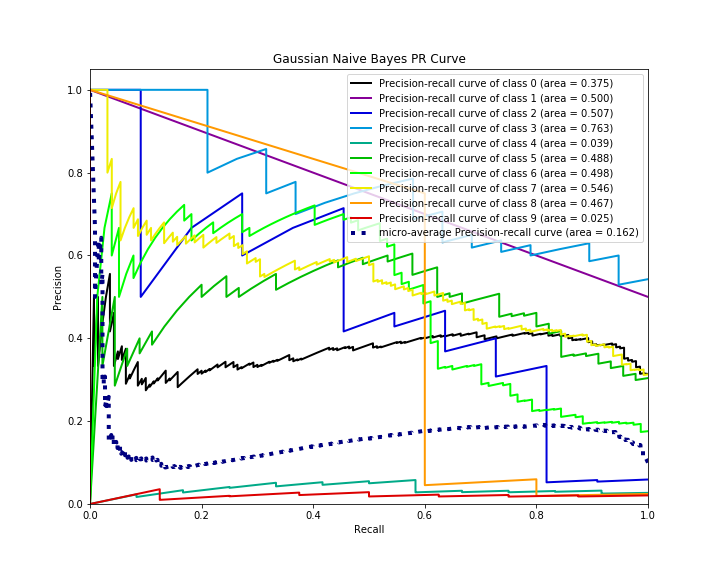 Gaussian Naive Bayes PR Curve
Precision-recall curve of class 0 (area = 0.375)
Precision-recall curve of class 1 (area = 0.500)
Precision-recall curve of class 2 (area = 0.507)
Precision-recall curve of class 3 (area = 0.763)
Precision-recall curve of class 4 (area = 0.039)
Precision-recall curve of class 5 (area = 0.488)
Precision-recall curve of class 6 (area = 0.498)
Precision-recall curve of class 7 (area = 0.546)
Precision-recall curve of class 8 (area = 0.467)
Precision-recall curve of class 9 (area = 0.025)
micro-average Precision-recall curve (area = 0.162)
Precision
1.0
0.8
0.6
0.4
0.2
0.0
0.0 0.2 0.4 0.6 0.8 1.0
Recall